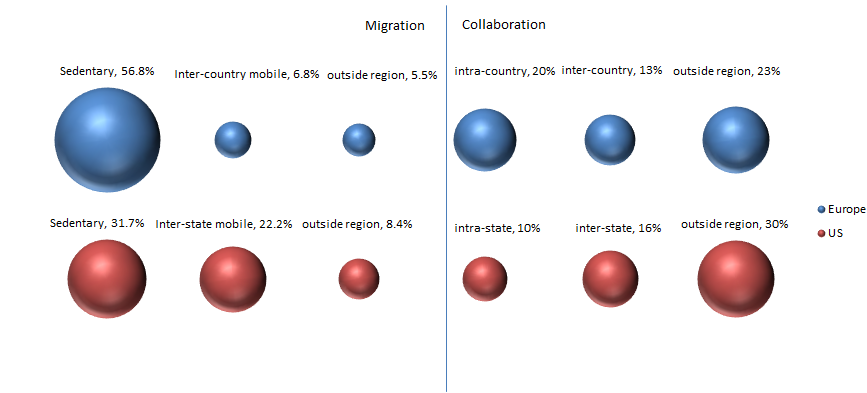 Migration
Collaboration
Sedentary, 56.8%
Inter-country mobile, 6.8%
outside region, 5.5%
intra-country, 20%
inter-country, 13%
outside region, 23%
Sedentary, 31.7%
Inter-state mobile, 22.2%
outside region, 8.4%
intra-state, 10%
inter-state, 16%
outside region, 30%
Europe
US